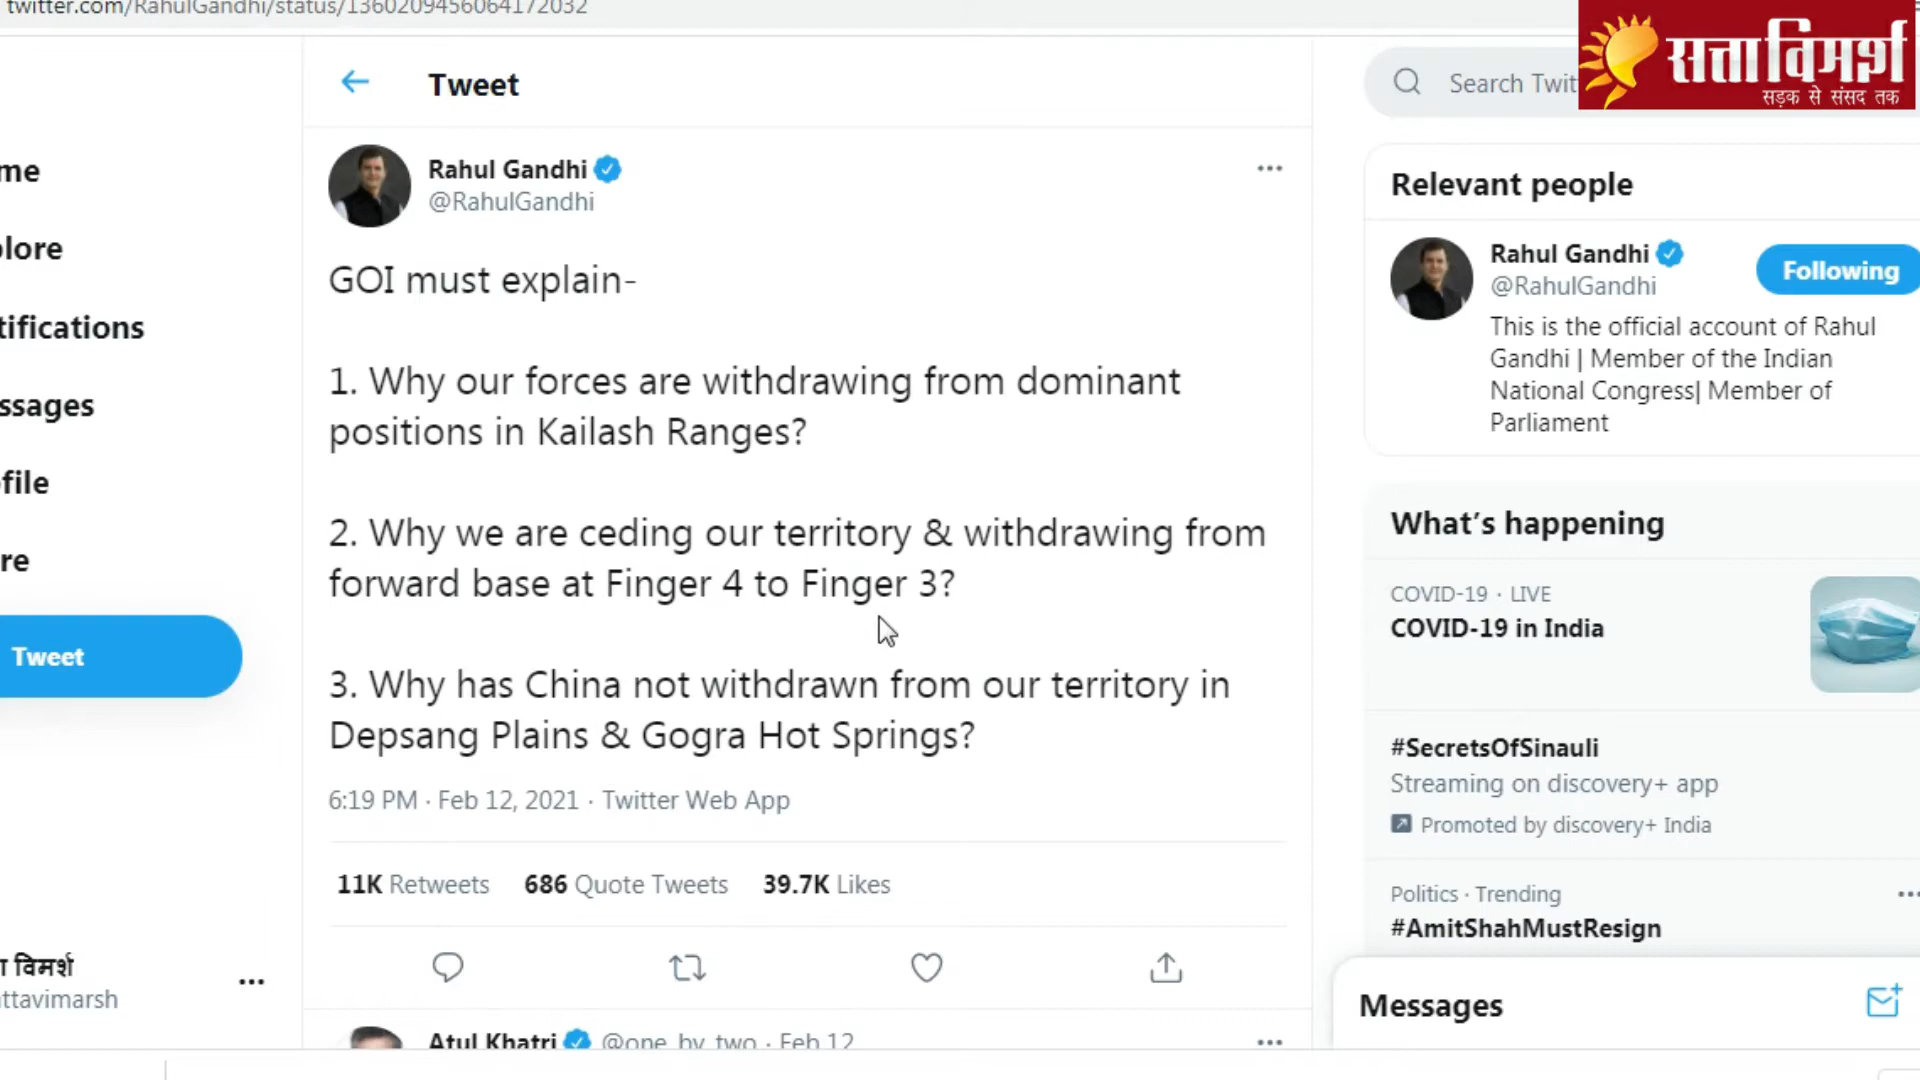 twitter.com/RahulGandhi/status/1360209456064172032
सत्ता विमर्श
सड़क से संसद तक
Tweet
Search Twit
me
lore
tifications
ssages
file
re
Tweet
ा विमर्श
ttavimarsh
Rahul Gandhi
@RahulGandhi
GOI must explain-
1. Why our forces are withdrawing from dominant
positions in Kailash Ranges?
2. Why we are ceding our territory & withdrawing from
forward base at Finger 4 to Finger 3?
3. Why has China not withdrawn from our territory in
Depsang Plains & Gogra Hot Springs?
6:19 PM · Feb 12, 2021 · Twitter Web App
11K Retweets 686 Quote Tweets 39.7K Likes
Atul Khatri @one_by_two · Feb 12
Relevant people
Rahul Gandhi
@RahulGandhi
Following
This is the official account of Rahul
Gandhi | Member of the Indian
National Congress| Member of
Parliament
What's happening
COVID-19 · LIVE
COVID-19 in India
#SecretsOfSinauli
Streaming on discovery+ app
Promoted by discovery+ India
Politics · Trending
#AmitShahMustResign
Messages